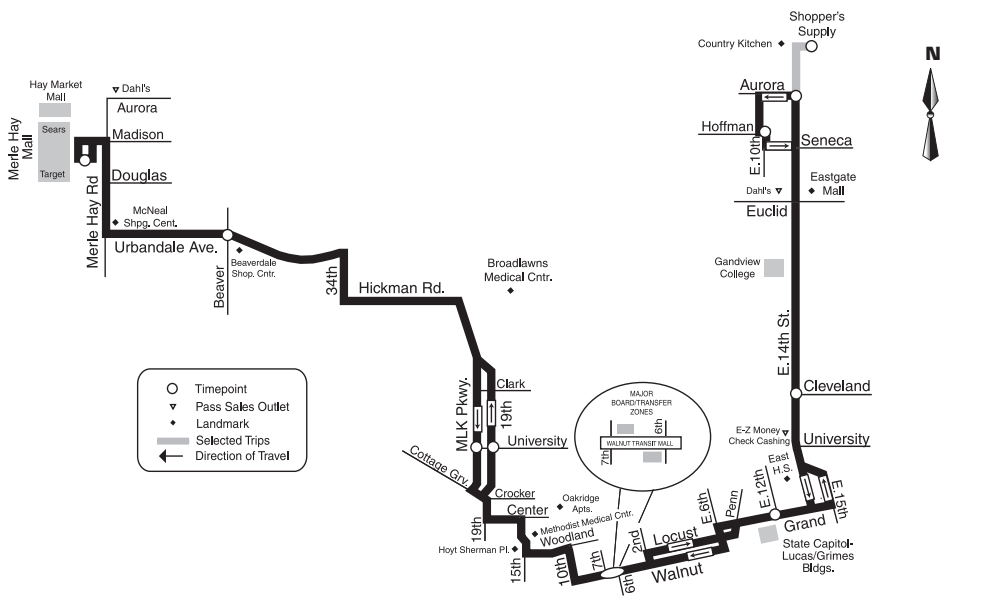 Shopper's
Supply
Country Kitchen
N
Aurora
Hoffman
E.10th
Seneca
Dahl's
Eastgate
Mall
Euclid
Gandview
College
E.14th St.
Cleveland
E-Z Money
Check Cashing
University
East
H.S.
E.15th
E.12th
Grand
State Capitol-
Lucas/Grimes
Bldgs.
Penn
E.6th
Locust
Walnut
2nd
6th
7th
10th
MAJOR
BOARD/TRANSFER
ZONES
6th
WALNUT TRANSIT MALL
7th
Hay Market
Mall
Dahl's
Aurora
Merle Hay
Mall
Sears
Target
Madison
Douglas
Merle Hay Rd
McNeal
Shpg. Cent.
Urbandale Ave.
Beaver
Beaverdale
Shop. Cntr.
34th
Hickman Rd.
Broadlawns
Medical Cntr.
MLK Pkwy.
Clark
19th
University
Cottage Grv.
Crocker
Center
19th
Oakridge
Apts.
Methodist Medical Cntr.
Woodland
Hoyt Sherman Pl.
15th
Timepoint
Pass Sales Outlet
Landmark
Selected Trips
Direction of Travel